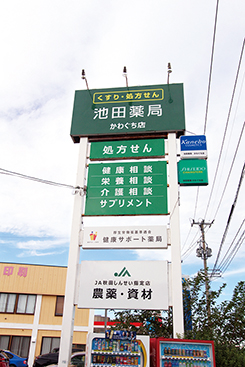 くすり・処方せん
池田薬局
かわぐち店
処方せん
Kanebo
SHISEIDO
健康相談
栄養相談
介護相談
サプリメント
健康サポート薬局
JA
JA秋田しんせい指定店
農薬・資材
印刷